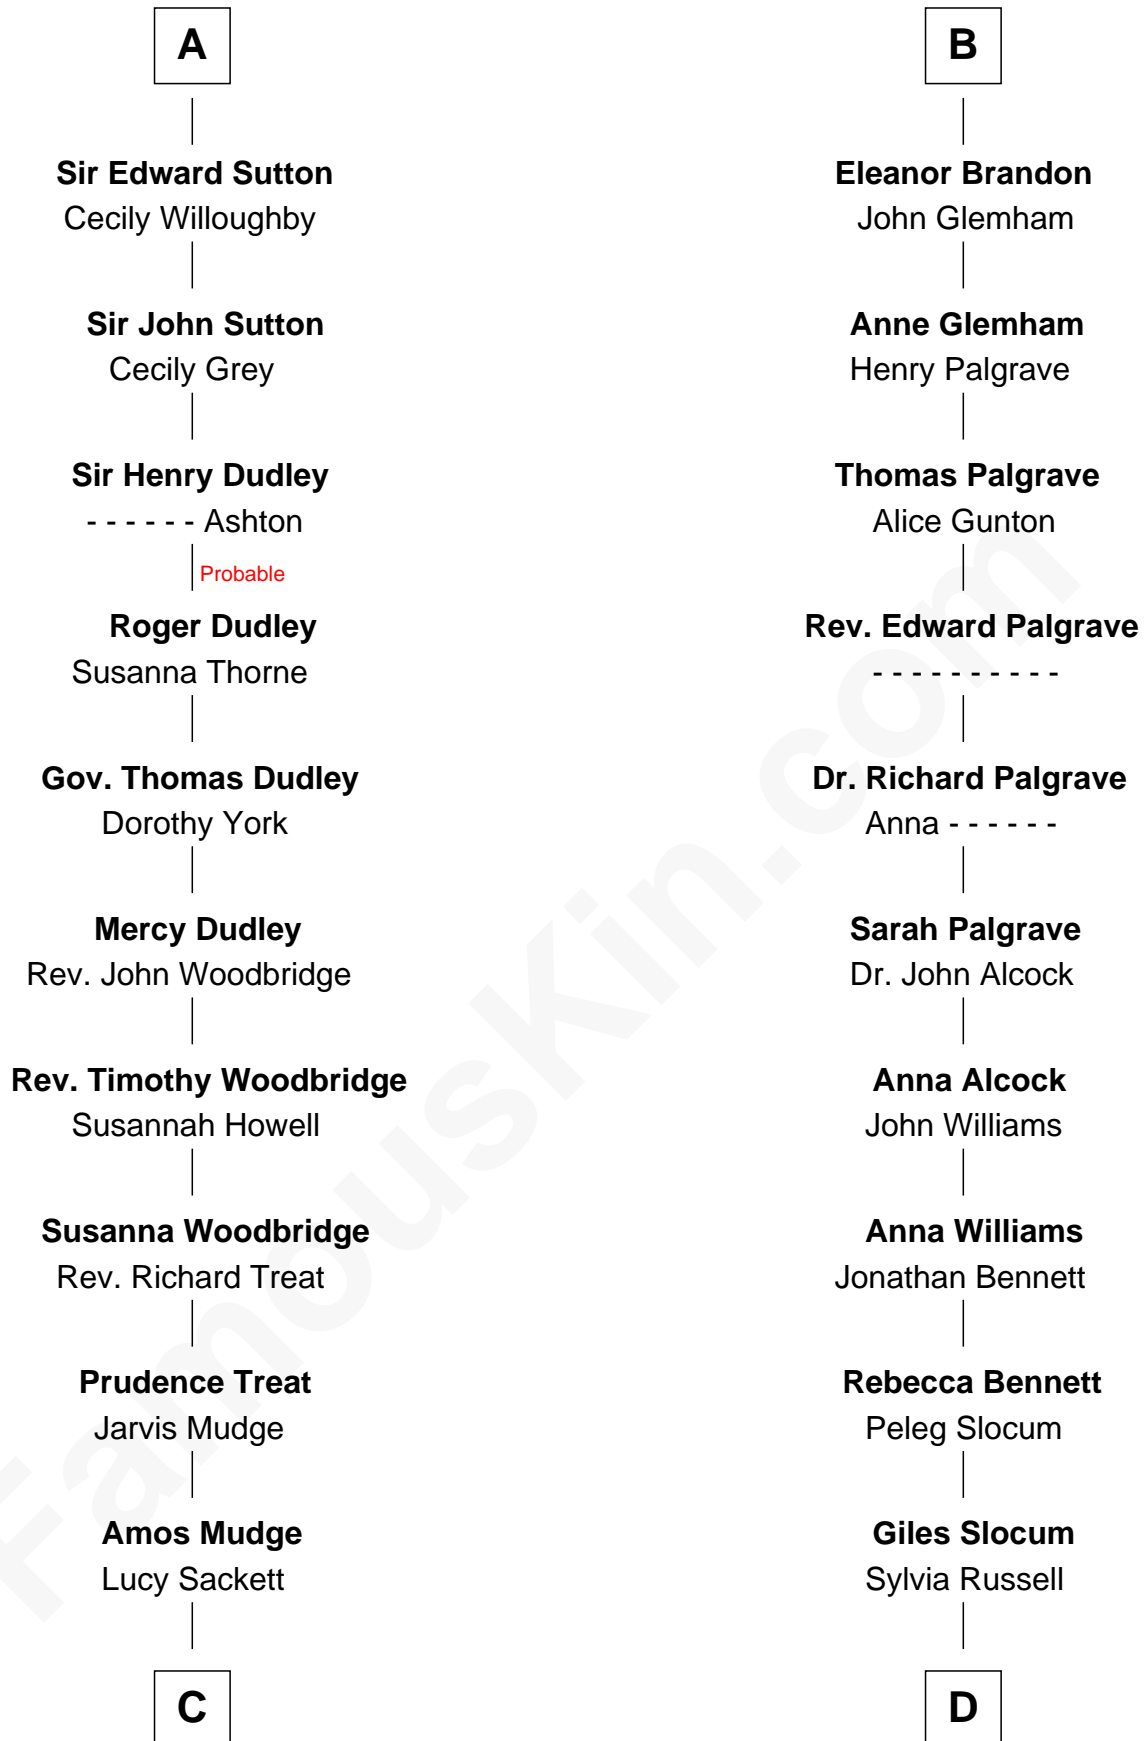 A
Sir Edward Sutton
Cecily Willoughby
Sir John Sutton
Cecily Grey
Sir Henry Dudley
- - - - - - Ashton
Probable
Roger Dudley
Susanna Thorne
Gov. Thomas Dudley
Dorothy York
Mercy Dudley
Rev. John Woodbridge
Rev. Timothy Woodbridge
Susannah Howell
Susanna Woodbridge
Rev. Richard Treat
Prudence Treat
Jarvis Mudge
Amos Mudge
Lucy Sackett
C
B
Eleanor Brandon
John Glemham
Anne Glemham
Henry Palgrave
Thomas Palgrave
Alice Gunton
Rev. Edward Palgrave
- - - - - - - - - -
Dr. Richard Palgrave
Anna - - - - - -
Sarah Palgrave
Dr. John Alcock
Anna Alcock
John Williams
Anna Williams
Jonathan Bennett
Rebecca Bennett
Peleg Slocum
Giles Slocum
Sylvia Russell
D
FamousKin.com